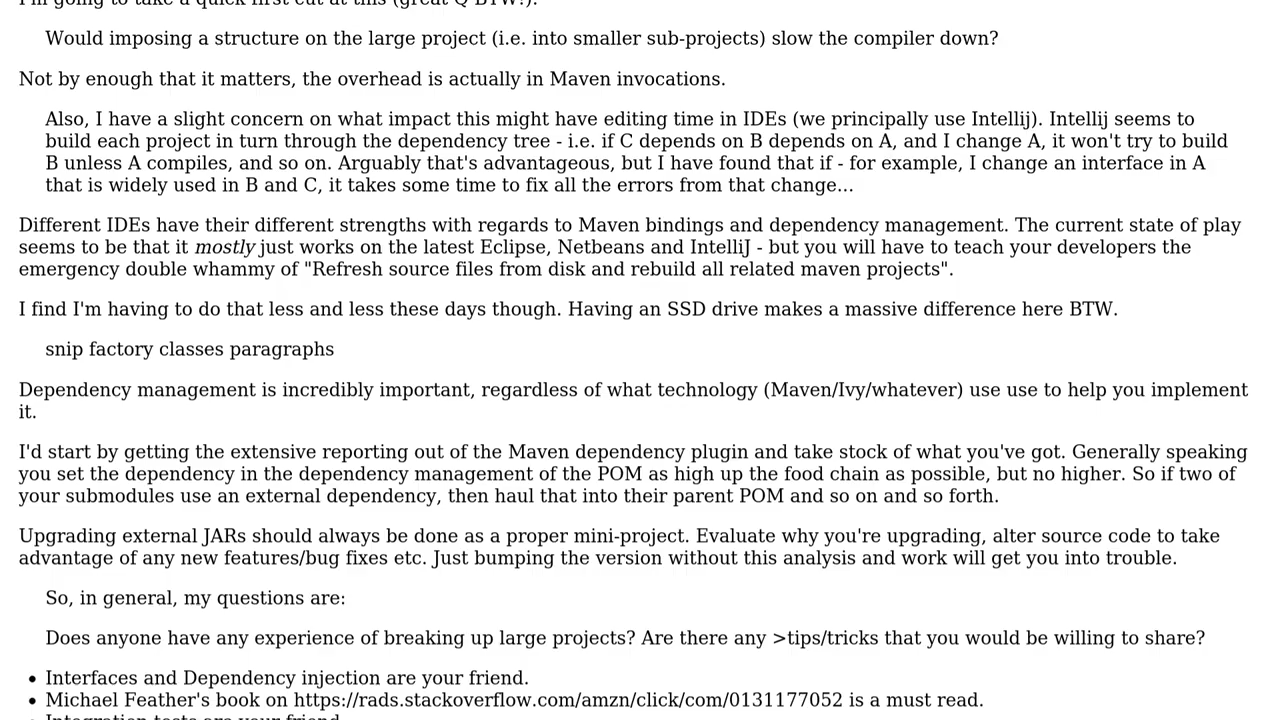 I'm going to take a quick first cut at this (great Q BTW!).
Would imposing a structure on the large project (i.e. into smaller sub-projects) slow the compiler down?
Not by enough that it matters, the overhead is actually in Maven invocations.
Also, I have a slight concern on what impact this might have editing time in IDEs (we principally use Intellij). Intellij seems to
build each project in turn through the dependency tree - i.e. if C depends on B depends on A, and I change A, it won't try to build
B unless A compiles, and so on. Arguably that's advantageous, but I have found that if - for example, I change an interface in A
that is widely used in B and C, it takes some time to fix all the errors from that change...
Different IDEs have their different strengths with regards to Maven bindings and dependency management. The current state of play
seems to be that it mostly just works on the latest Eclipse, Netbeans and IntelliJ - but you will have to teach your developers the
emergency double whammy of "Refresh source files from disk and rebuild all related maven projects".
I find I'm having to do that less and less these days though. Having an SSD drive makes a massive difference here BTW.
snip factory classes paragraphs
Dependency management is incredibly important, regardless of what technology (Maven/Ivy/whatever) use use to help you implement
it.
I'd start by getting the extensive reporting out of the Maven dependency plugin and take stock of what you've got. Generally speaking
you set the dependency in the dependency management of the POM as high up the food chain as possible, but no higher. So if two of
your submodules use an external dependency, then haul that into their parent POM and so on and so forth.
Upgrading external JARs should always be done as a proper mini-project. Evaluate why you're upgrading, alter source code to take
advantage of any new features/bug fixes etc. Just bumping the version without this analysis and work will get you into trouble.
So, in general, my questions are:
Does anyone have any experience of breaking up large projects? Are there any >tips/tricks that you would be willing to share?
• Interfaces and Dependency injection are your friend.
• Michael Feather's book on https://rads.stackoverflow.com/amzn/click/com/0131177052 is a must read.
• Integration tests are your friend